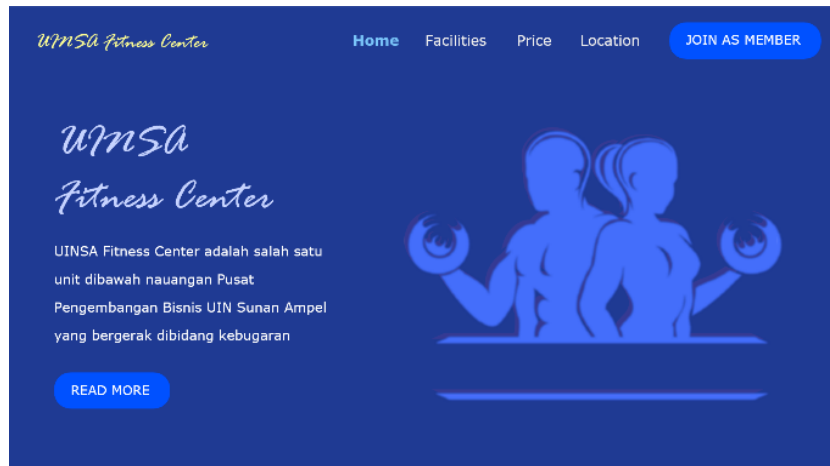 UINSA Fitness Center
Home Facilities Price Location JOIN AS MEMBER
UINSA
Fitness Center
UINSA Fitness Center adalah salah satu
unit dibawah nauangan Pusat
Pengembangan Bisnis UIN Sunan Ampel
yang bergerak dibidang kebugaran
READ MORE